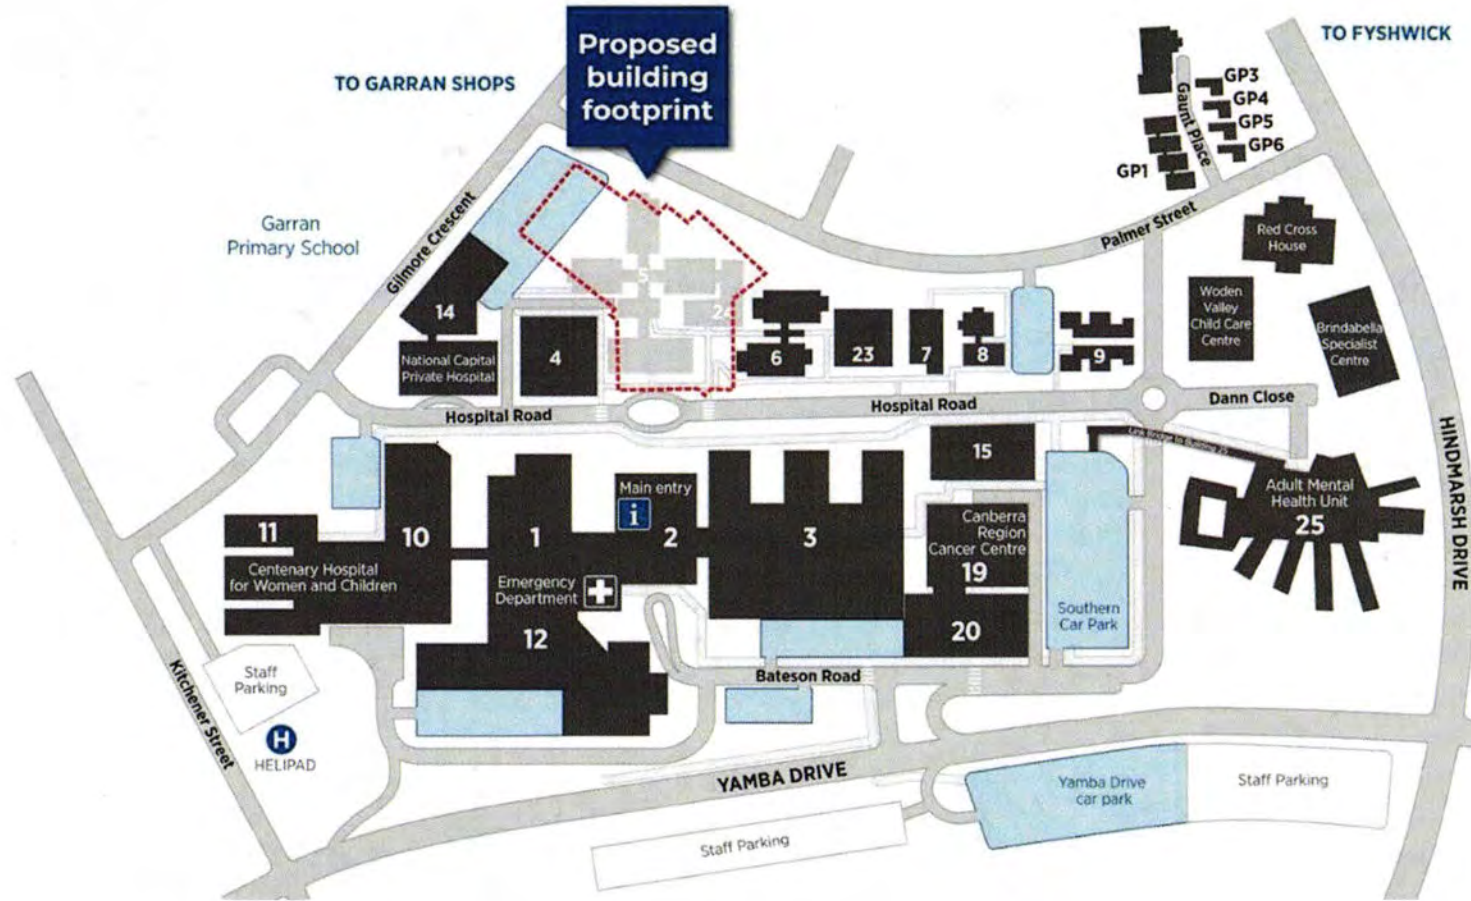 Proposed
building
footprint
TO FYSHWICK
TO GARRAN SHOPS
GP3
GP4
GP5
GP6
GP1
Gaunt Place
Garran
Primary School
Gilmore Crescent
Palmer Street
Red Cross
House
Woden
Valley
Child Care
Centre
Brindabella
Specialist
Centre
5
24
14
National Capital
Private Hospital
4
6
23
7
8
9
Hospital Road
Hospital Road
Dann Close
HINDMARSH DRIVE
Link Bridge to Building 25
15
Main entry
i
Adult Mental
Health Unit
25
11
10
1
2
3
Canberra
Region
Cancer Centre
19
Centenary Hospital
for Women and Children
Emergency
Department
12
20
Southern
Car Park
Bateson Road
Staff
Parking
Kitchener Street
H
HELIPAD
YAMBA DRIVE
Yamba Drive
car park
Staff Parking
Staff Parking